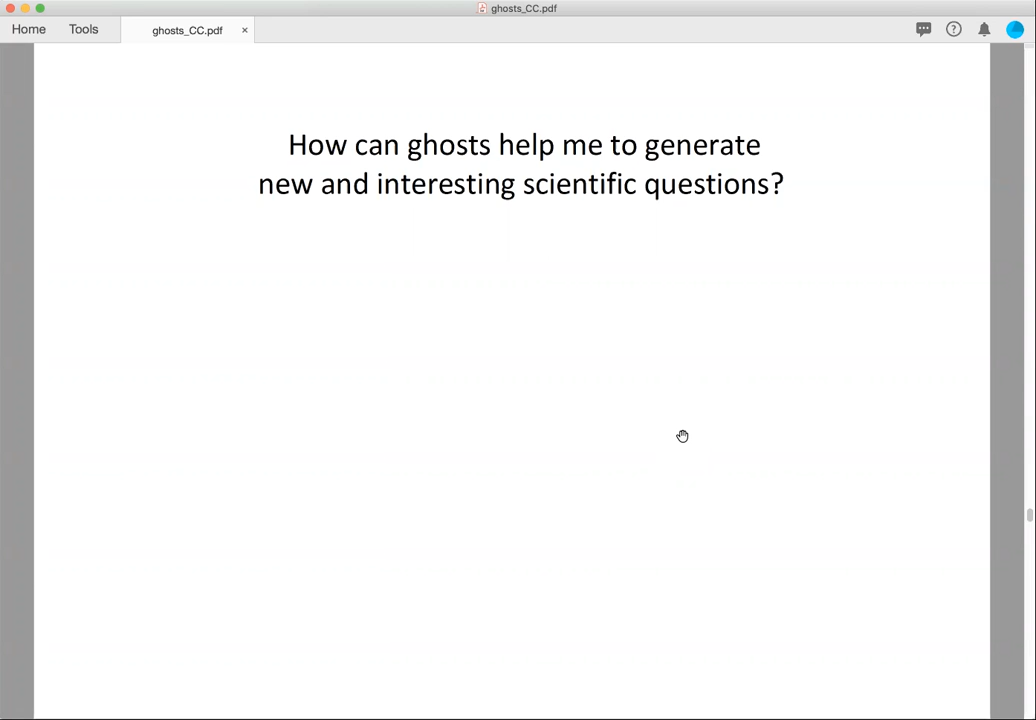 ghosts_CC.pdf
Home Tools ghosts_CC.pdf ×
How can ghosts help me to generate
new and interesting scientific questions?